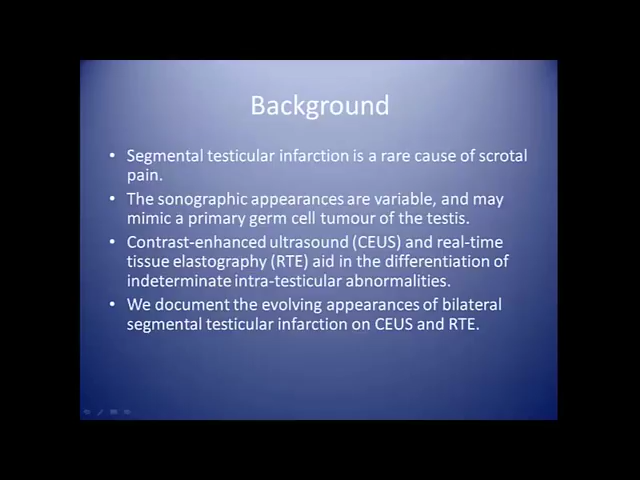 Background
• Segmental testicular infarction is a rare cause of scrotal
pain.
• The sonographic appearances are variable, and may
mimic a primary germ cell tumour of the testis.
• Contrast-enhanced ultrasound (CEUS) and real-time
tissue elastography (RTE) aid in the differentiation of
indeterminate intra-testicular abnormalities.
• We document the evolving appearances of bilateral
segmental testicular infarction on CEUS and RTE.